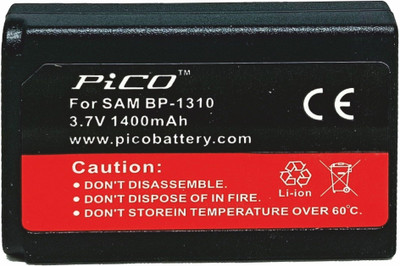 PiCO™
For SAM BP-1310
3.7V 1400mAh
www.picobattery.com
CE
Caution:
●DON'T DISASSEMBLE.
●DON'T DISPOSE OF IN FIRE.
●DON'T STOREIN TEMPERATURE OVER 60℃.
Li-ion